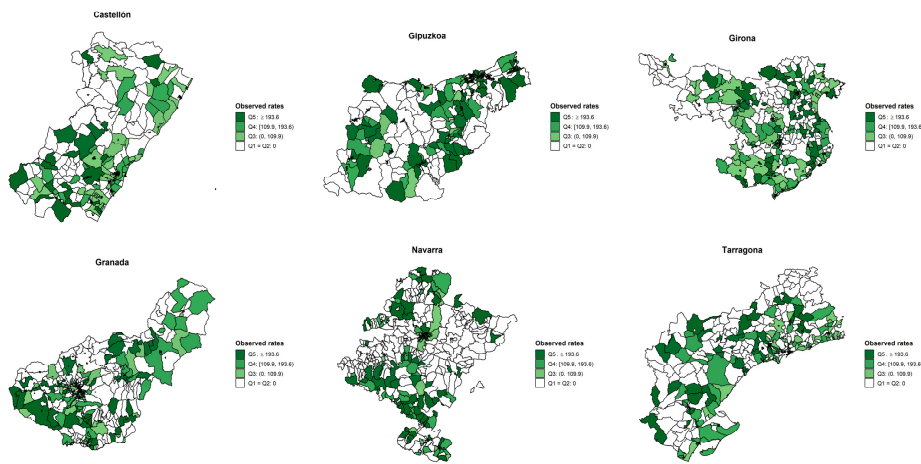 Castellón
Observed rates
Q5: ≥ 193.6
Q4: [109.9, 193.6)
Q3: (0, 109.9)
Q1 = Q2: 0
Gipuzkoa
Observed rates
Q5: ≥ 193.6
Q4: [109.9, 193.6)
Q3: (0, 109.9)
Q1 = Q2: 0
Girona
Observed rates
Q5: ≥ 193.6
Q4: [109.9, 193.6)
Q3: (0, 109.9)
Q1 = Q2: 0
Granada
Observed rates
Q5: ≥ 193.6
Q4: [109.9, 193.6)
Q3: (0, 109.9)
Q1 = Q2: 0
Navarra
Observed rates
Q5: ≥ 193.6
Q4: [109.9, 193.6)
Q3: (0, 109.9)
Q1 = Q2: 0
Tarragona
Observed rates
Q5: ≥ 193.6
Q4: [109.9, 193.6)
Q3: (0, 109.9)
Q1 = Q2: 0